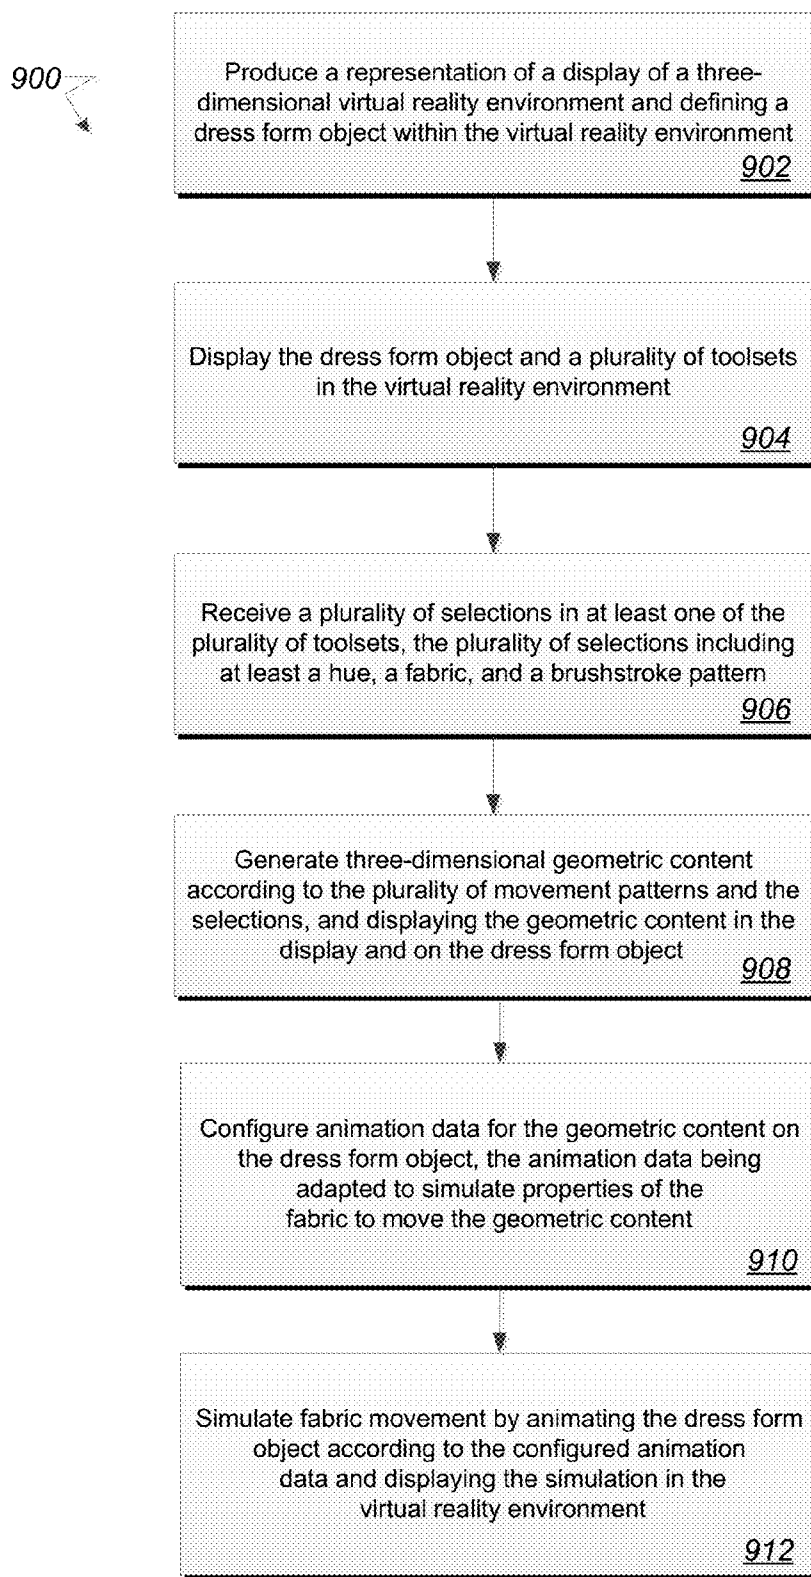 900
Produce a representation of a display of a three-
dimensional virtual reality environment and defining a
dress form object within the virtual reality environment
902
Display the dress form object and a plurality of toolsets
in the virtual reality environment
904
Receive a plurality of selections in at least one of the
plurality of toolsets, the plurality of selections including
at least a hue, a fabric, and a brushstroke pattern
906
Generate three-dimensional geometric content
according to the plurality of movement patterns and the
selections, and displaying the geometric content in the
display and on the dress form object
908
Configure animation data for the geometric content on
the dress form object, the animation data being
adapted to simulate properties of the
fabric to move the geometric content
910
Simulate fabric movement by animating the dress form
object according to the configured animation
data and displaying the simulation in the
virtual reality environment
912